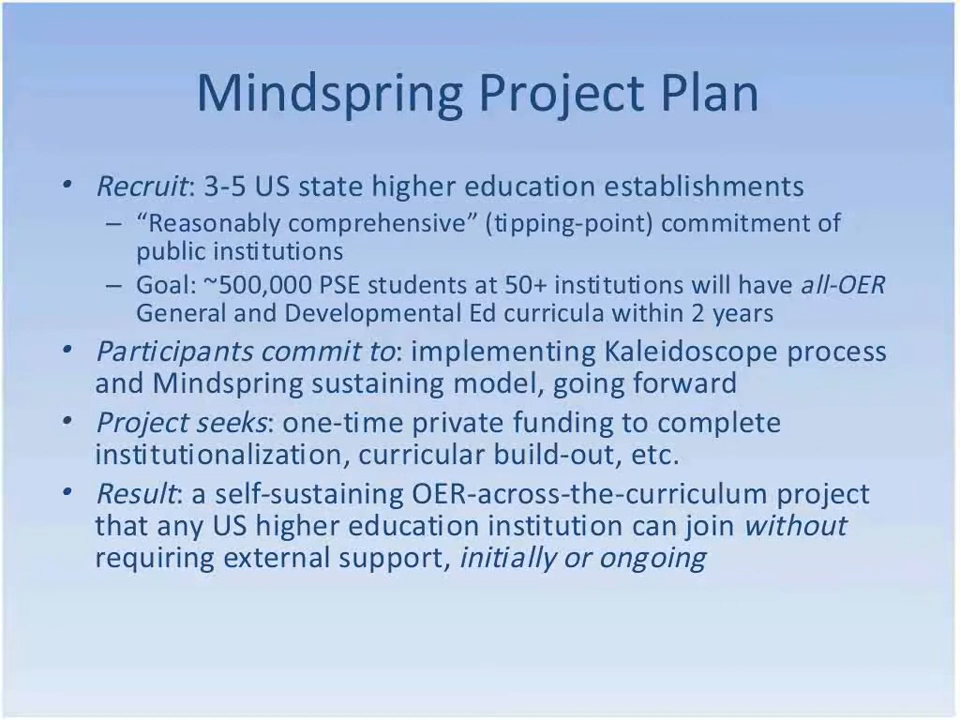 Mindspring Project Plan
• Recruit: 3-5 US state higher education establishments
– “Reasonably comprehensive” (tipping-point) commitment of
public institutions
– Goal: ~500,000 PSE students at 50+ institutions will have all-OER
General and Developmental Ed curricula within 2 years
• Participants commit to: implementing Kaleidoscope process
and Mindspring sustaining model, going forward
• Project seeks: one-time private funding to complete
institutionalization, curricular build-out, etc.
• Result: a self-sustaining OER-across-the-curriculum project
that any US higher education institution can join without
requiring external support, initially or ongoing